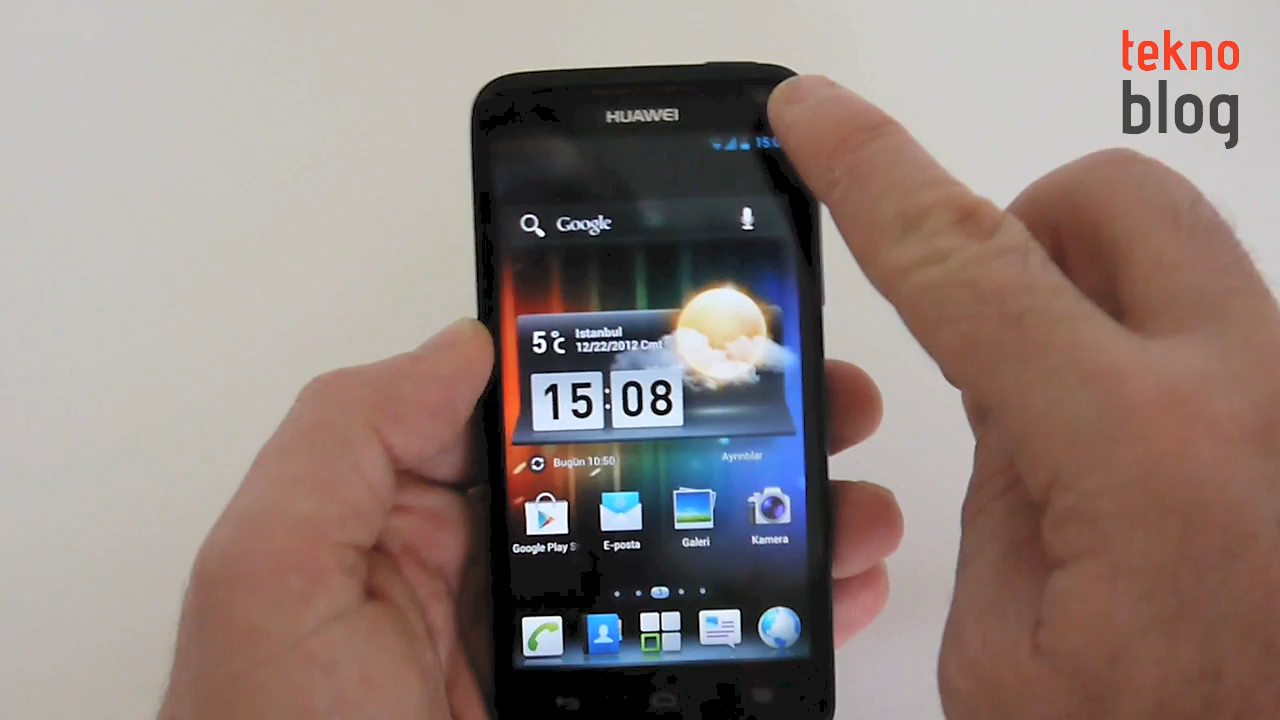 tekno
blog
HUAWEI
Google
5°c
Istanbul
12/22/2012 Cmt
15:08
Bugün 10:50
Ayrıntılar
Google Play
E-posta
Galeri
Kamera
3